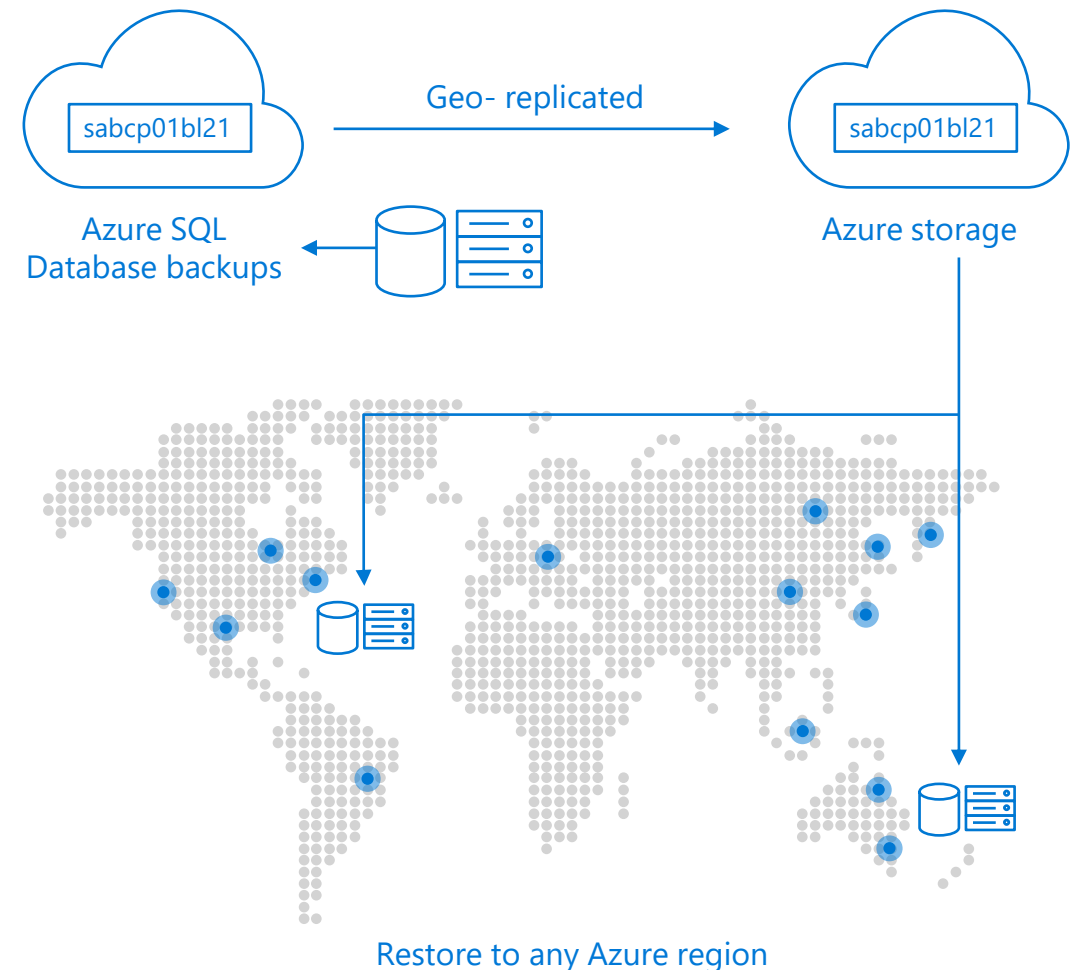 sabcp01bl21
Geo- replicated
sabcp01bl21
Azure SQL
Database backups
Azure storage
Restore to any Azure region